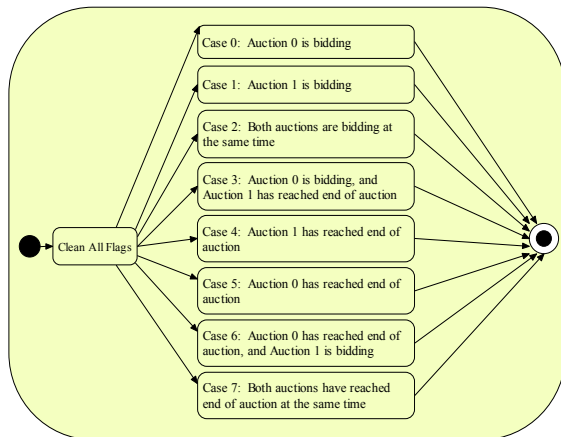 Case 0: Auction 0 is bidding
Case 1: Auction 1 is bidding
Case 2: Both auctions are bidding at
the same time
Case 3: Auction 0 is bidding, and
Auction 1 has reached end of auction
Clean All Flags
Case 4: Auction 1 has reached end of
auction
Case 5: Auction 0 has reached end of
auction
Case 6: Auction 0 has reached end of
auction, and Auction 1 is bidding
Case 7: Both auctions have reached
end of auction at the same time